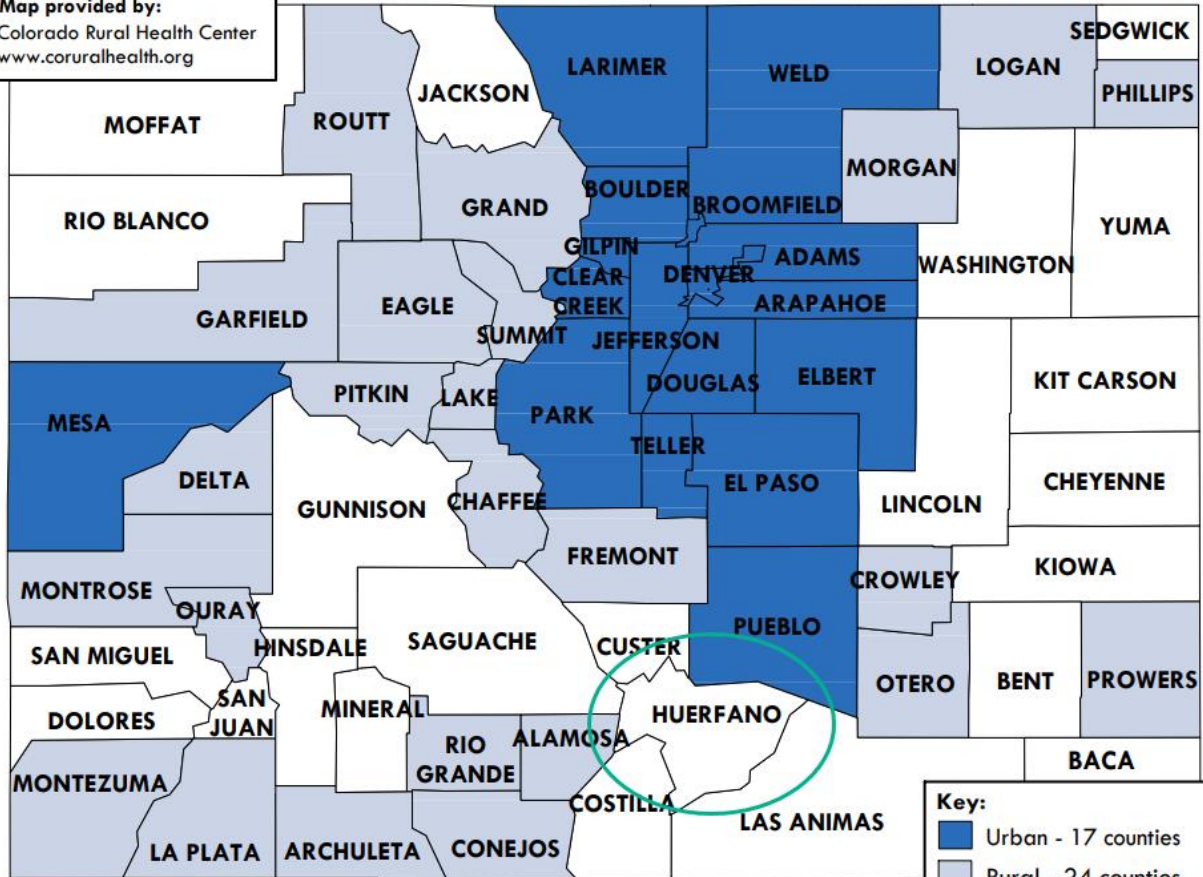 Map provided by:
Colorado Rural Health Center
www.coruralhealth.org
SEDGWICK
LARIMER
WELD
LOGAN
JACKSON
PHILLIPS
MOFFAT
ROUTT
MORGAN
BOULDER
RIO BLANCO
GRAND
BROOMFIELD
YUMA
GILPIN
ADAMS
WASHINGTON
CLEAR
CREEK
DENVER
EAGLE
ARAPAHOE
GARFIELD
SUMMIT
JEFFERSON
PITKIN
LAKE
DOUGLAS
ELBERT
KIT CARSON
MESA
PARK
TELLER
DELTA
EL PASO
CHEYENNE
GUNNISON
CHAFFEE
LINCOLN
FREMONT
KIOWA
CROWLEY
MONTROSE
OURAY
PUEBLO
SAGUACHE
HINSDALE
CUSTER
SAN MIGUEL
OTERO
BENT
PROWERS
SAN
JUAN
MINERAL
HUERFANO
DOLORES
ALAMOSA
RIO
GRANDE
BACA
MONTEZUMA
COSTILLA
LAS ANIMAS
LA PLATA
ARCHULETA
CONEJOS
Key:
Urban - 17 counties
Rural - 24 counties